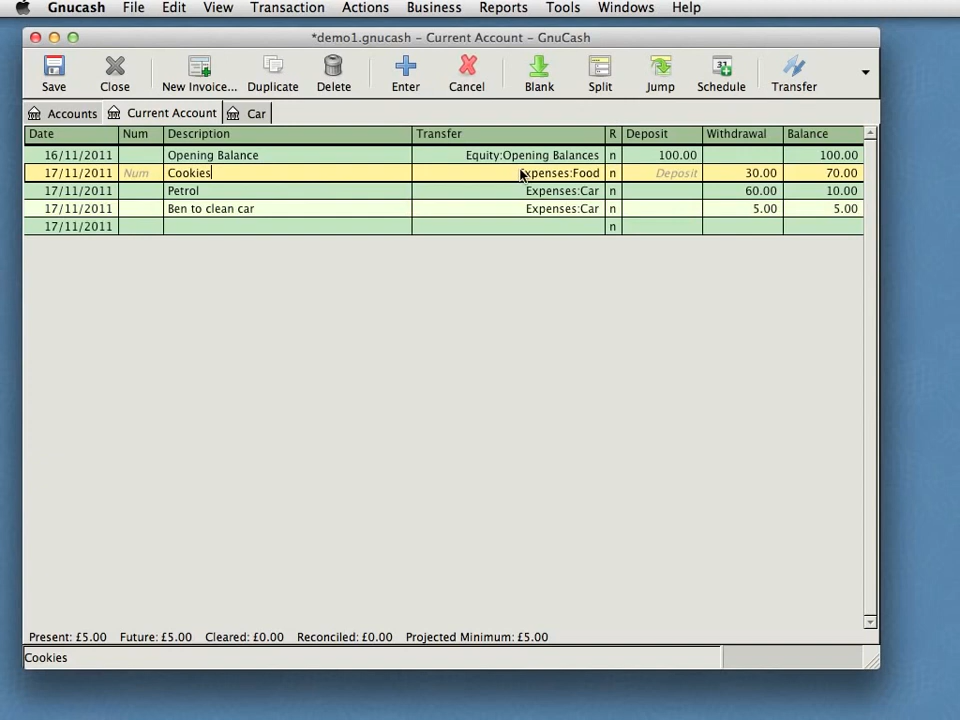 Gnucash File Edit View Transaction Actions Business Reports Tools Windows Help
*demo1.gnucash – Current Account – GnuCash
31
Save Close New Invoice... Duplicate Delete Enter Cancel Blank Split Jump Schedule Transfer
Accounts Current Account Car
Date Num Description Transfer R Deposit Withdrawal Balance
16/11/2011 Opening Balance Equity:Opening Balances n 100.00 100.00
17/11/2011 Num Cookies Expenses:Food n Deposit 30.00 70.00
17/11/2011 Petrol Expenses:Car n 60.00 10.00
17/11/2011 Ben to clean car Expenses:Car n 5.00 5.00
17/11/2011 n
Present: £5.00 Future: £5.00 Cleared: £0.00 Reconciled: £0.00 Projected Minimum: £5.00
Cookies